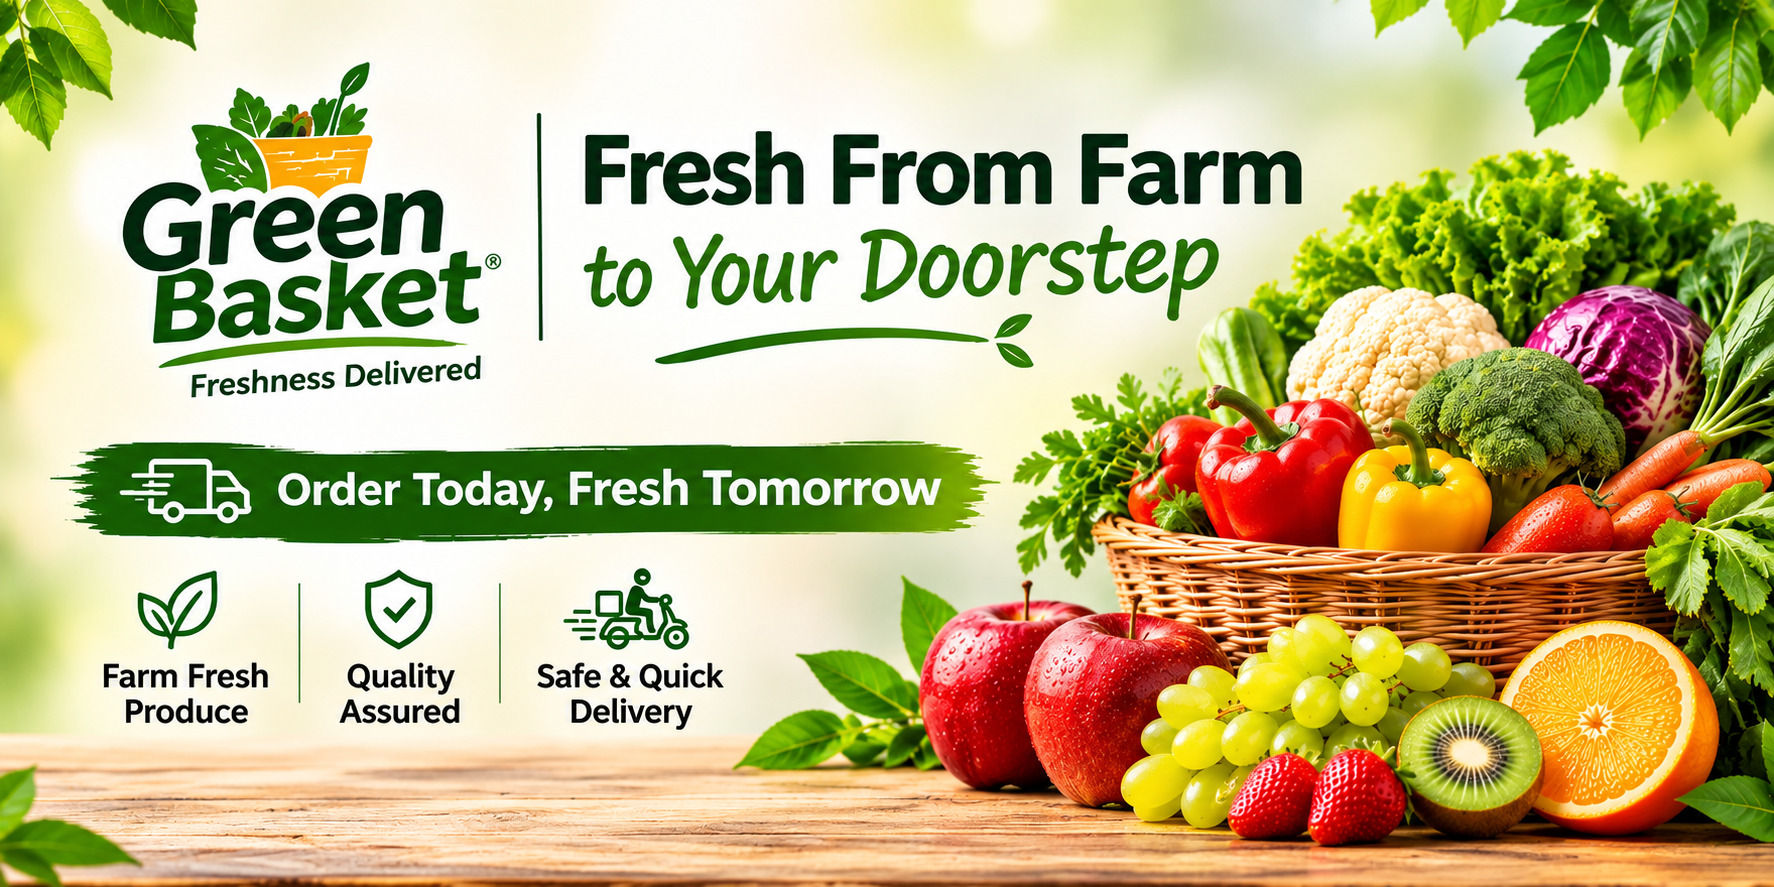 Green
Basket®
Freshness Delivered
Fresh From Farm
to Your Doorstep
Order Today, Fresh Tomorrow
Farm Fresh
Produce
Quality
Assured
Safe & Quick
Delivery